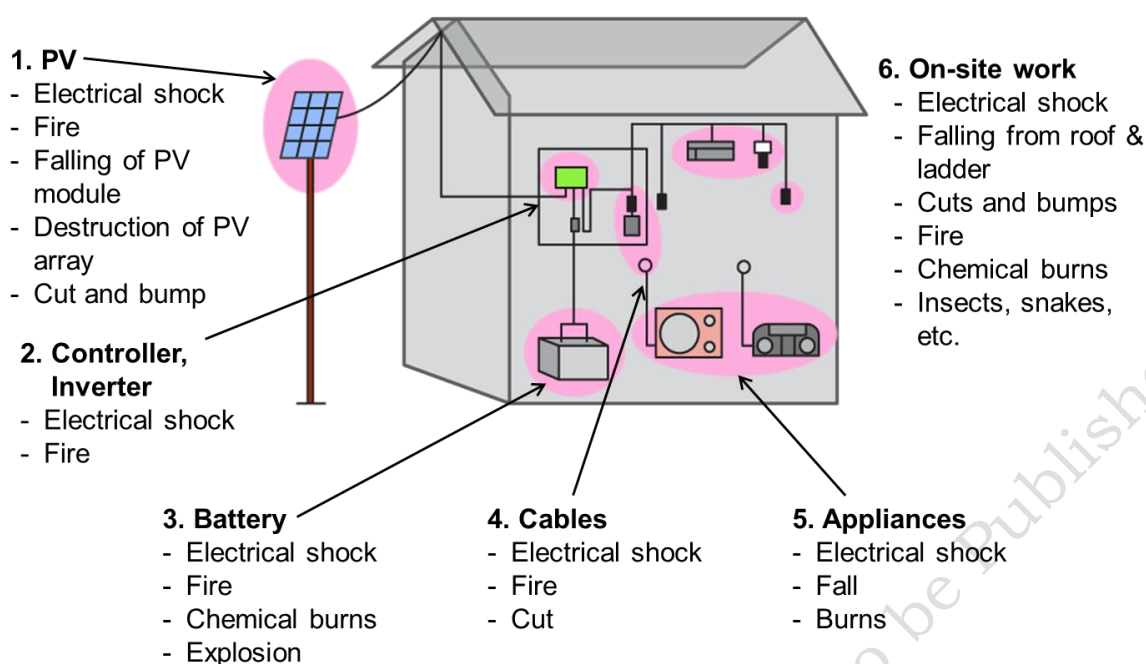 1. PV
- Electrical shock
- Fire
- Falling of PV
module
- Destruction of PV
array
- Cut and bump
2. Controller,
Inverter
- Electrical shock
- Fire
3. Battery
- Electrical shock
- Fire
- Chemical burns
- Explosion
4. Cables
- Electrical shock
- Fire
- Cut
5. Appliances
- Electrical shock
- Fall
- Burns
6. On-site work
- Electrical shock
- Falling from roof &
ladder
- Cuts and bumps
- Fire
- Chemical burns
- Insects, snakes,
etc.
o be Publishe